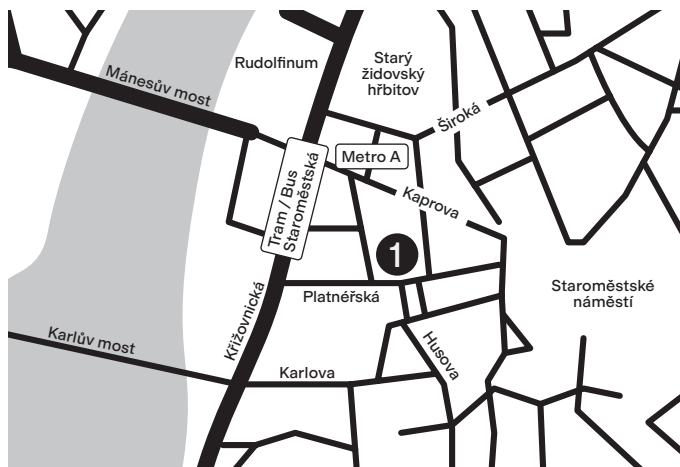 Rudolfinum
Starý
židovský
hřbitov
Mánesův most
Široká
Metro A
Tram / Bus
Staroměstská
Kaprova
1
Staroměstské
náměstí
Platnéřská
Křižovnická
Karlův most
Husova
Karlova